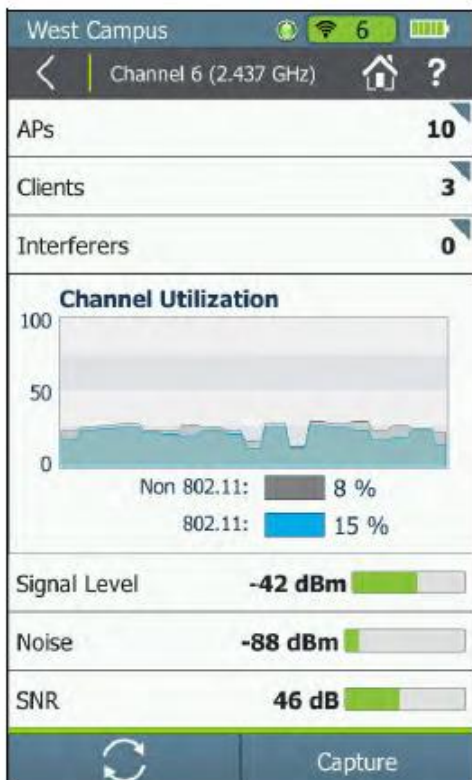 West Campus 6
Channel 6 (2.437 GHz) ?
APs 10
Clients 3
Interferers 0
Channel Utilization
100
50
0
Non 802.11: 8 %
802.11: 15 %
Signal Level -42 dBm
Noise -88 dBm
SNR 46 dB
Capture